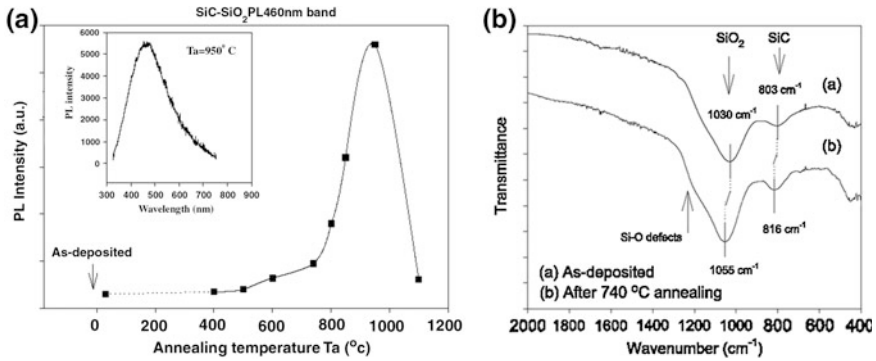 (a)
SiC-SiO2PL460nm band
PL Intensity (a.u.)
Ta=950° C
PL intensity
6000
5000
4000
3000
2000
1000
0
300 400 500 600 700 800 900
Wavelength (nm)
As-deposited
0 200 400 600 800 1000 1200
Annealing temperature Ta (°c)
(b)
SiO2
SiC
803 cm-1
(a)
1030 cm-1
(b)
Transmittance
Si-O defects
816 cm-1
1055 cm-1
(a) As-deposited
(b) After 740 °C annealing
2000 1800 1600 1400 1200 1000 800 600 400
Wavenumber (cm-1)